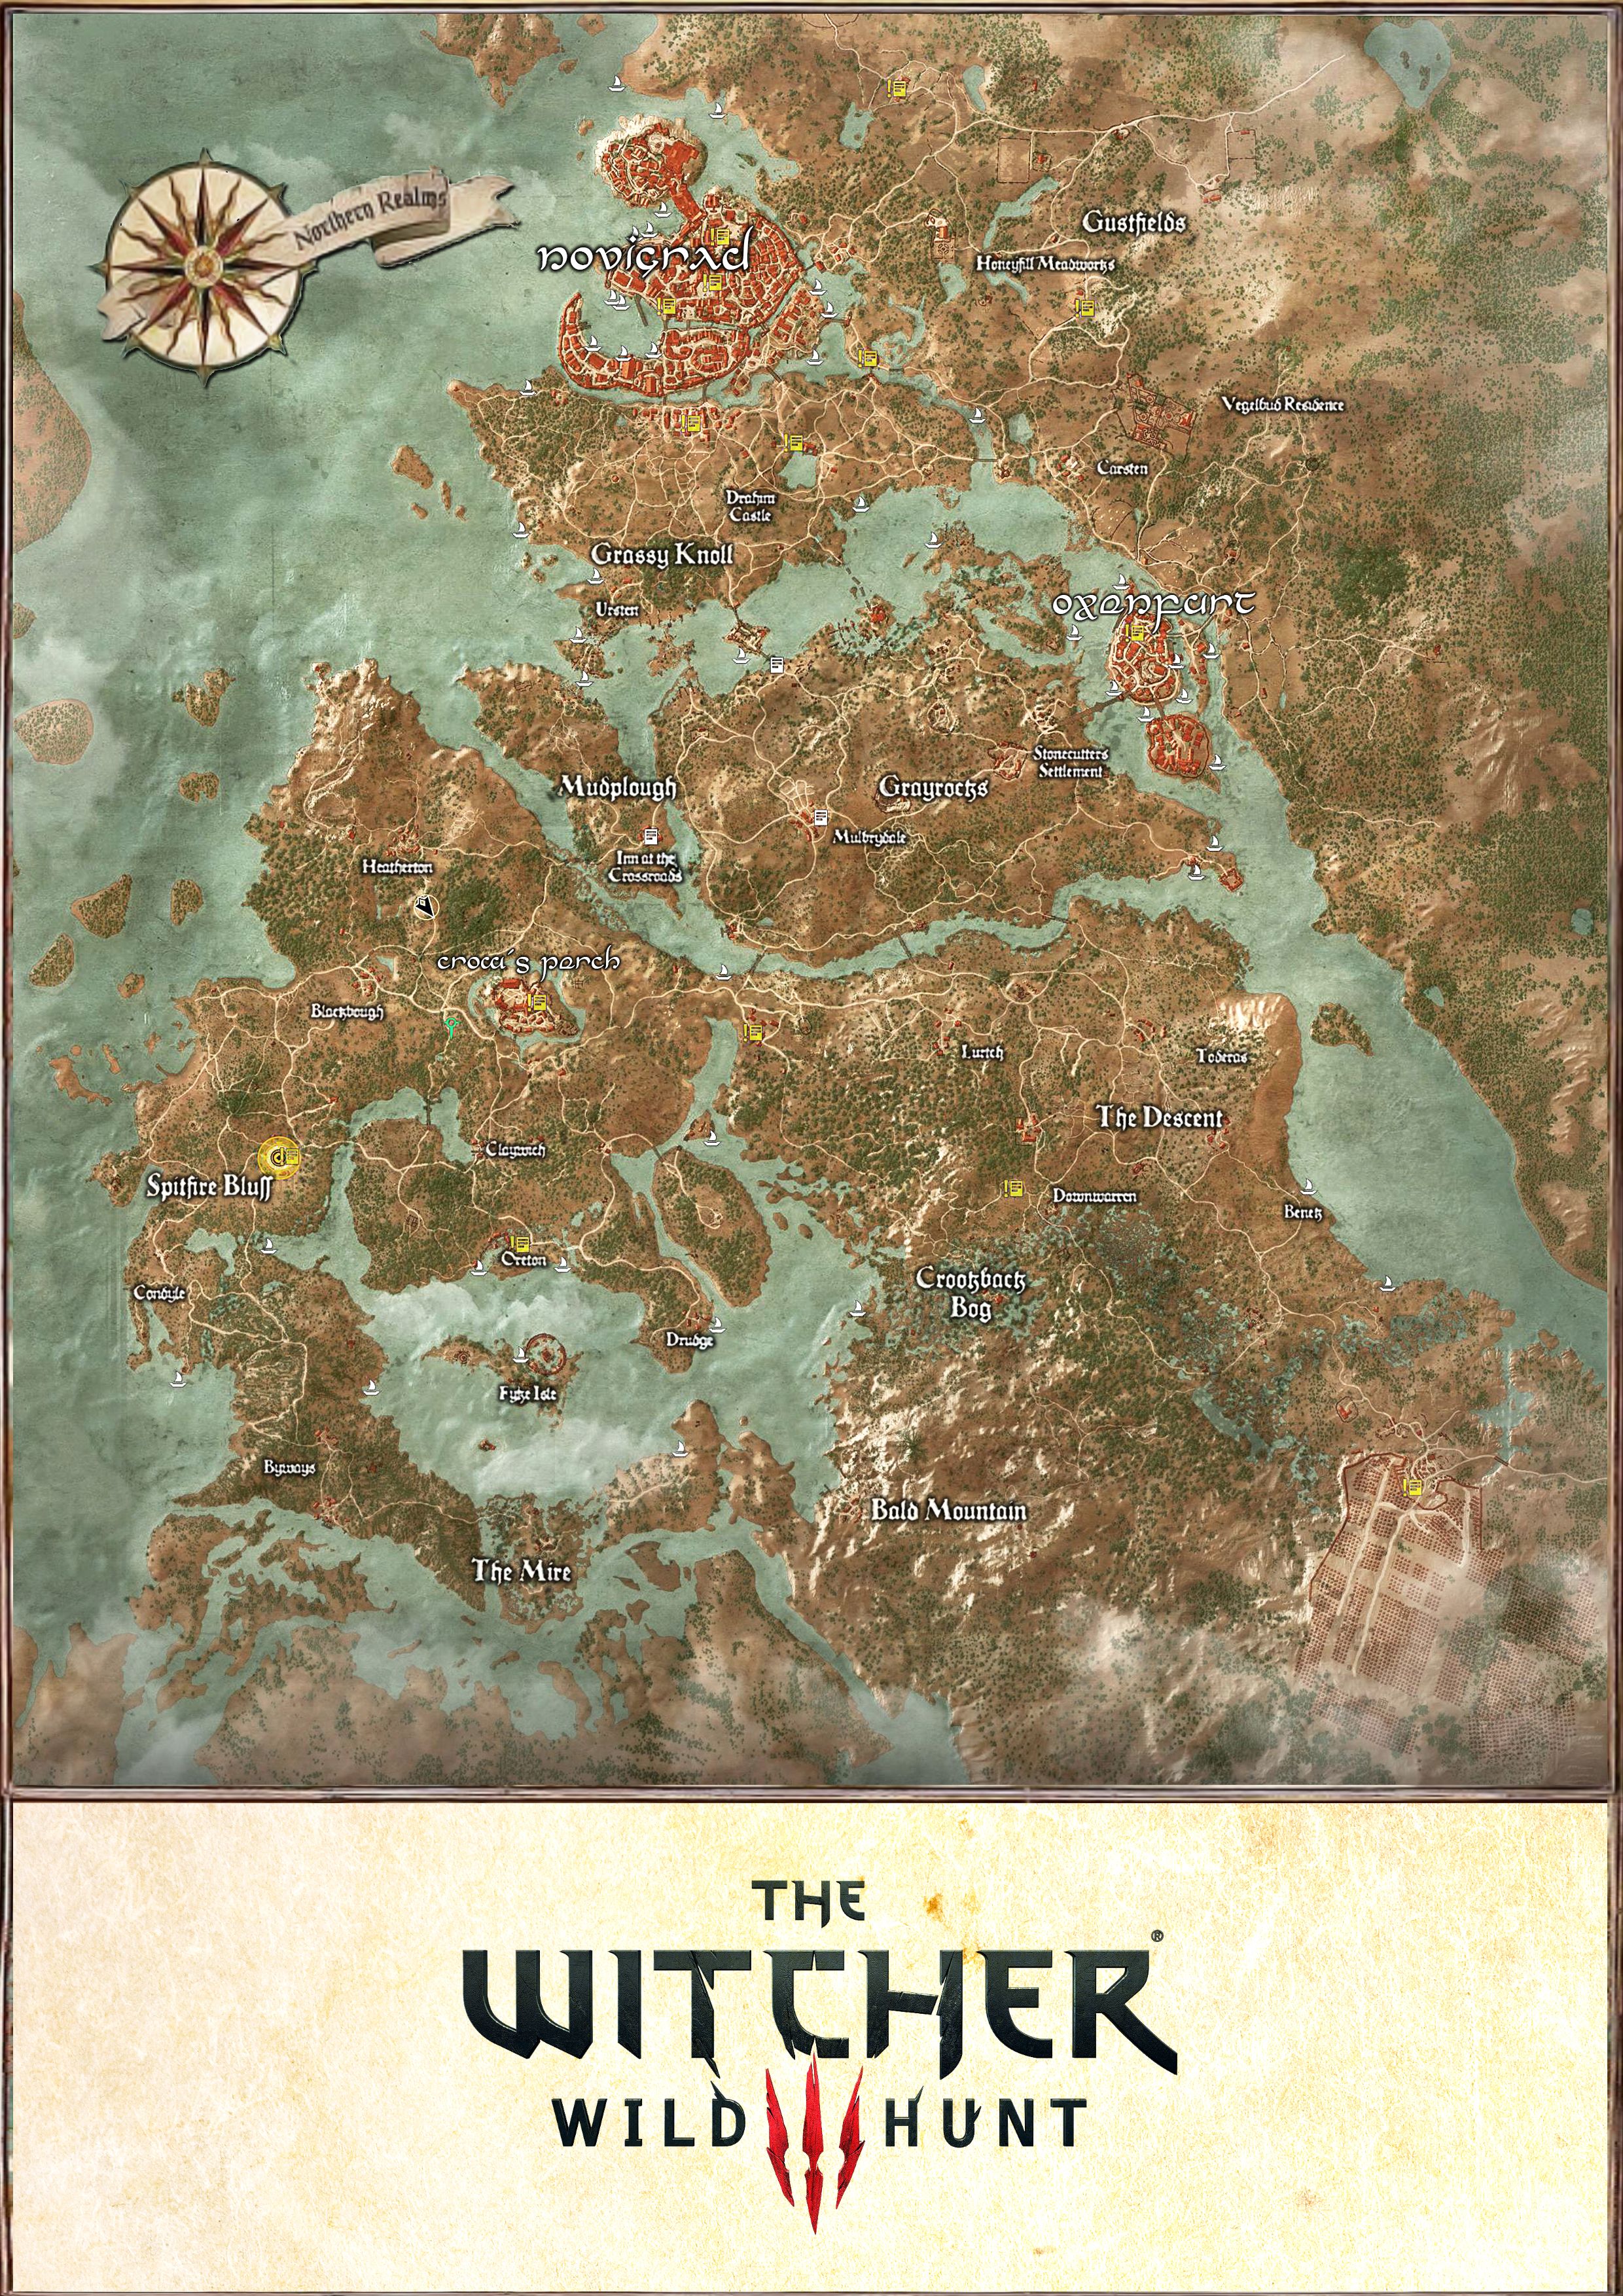 Northern Realms
novigrad
Gustfields
Honeyfill Meadworks
Vegelbud Residence
Carsten
Drahim
Castle
Grassy Knoll
Ursten
oxenfurt
Stonecutters
Settlement
Mudplough
Grayrocks
Mulbrydale
Inn at the
Crossroads
Heatherton
crow's perch
Blackbough
Lurtch
Toderas
The Descent
Claywich
Spitfire Bluff
Downwarren
Benek
Oreton
Crookback
Bog
Condyle
Drudge
Fyke Isle
Byways
Bald Mountain
The Mire
THE
WITCHER®
WILD HUNT